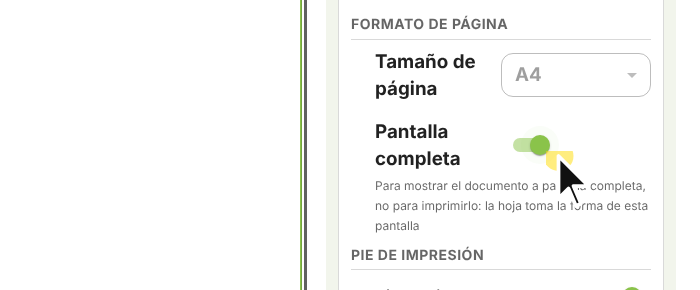 FORMATO DE PÁGINA
Tamaño de página
A4
Pantalla completa
Para mostrar el documento a pa completa,
no para imprimirlo: la hoja toma la forma de esta
pantalla
PIE DE IMPRESIÓN